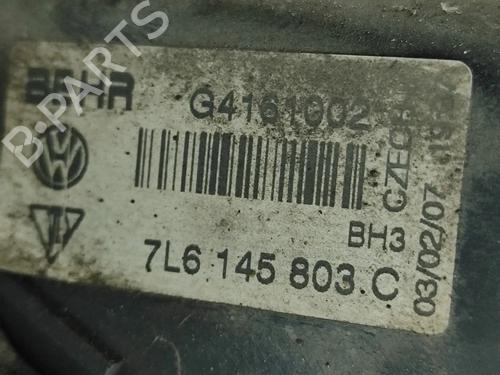 BEHR
G4161002
BH3
7L6 145 803 C
CZECH
03/02/07
B-PARTS